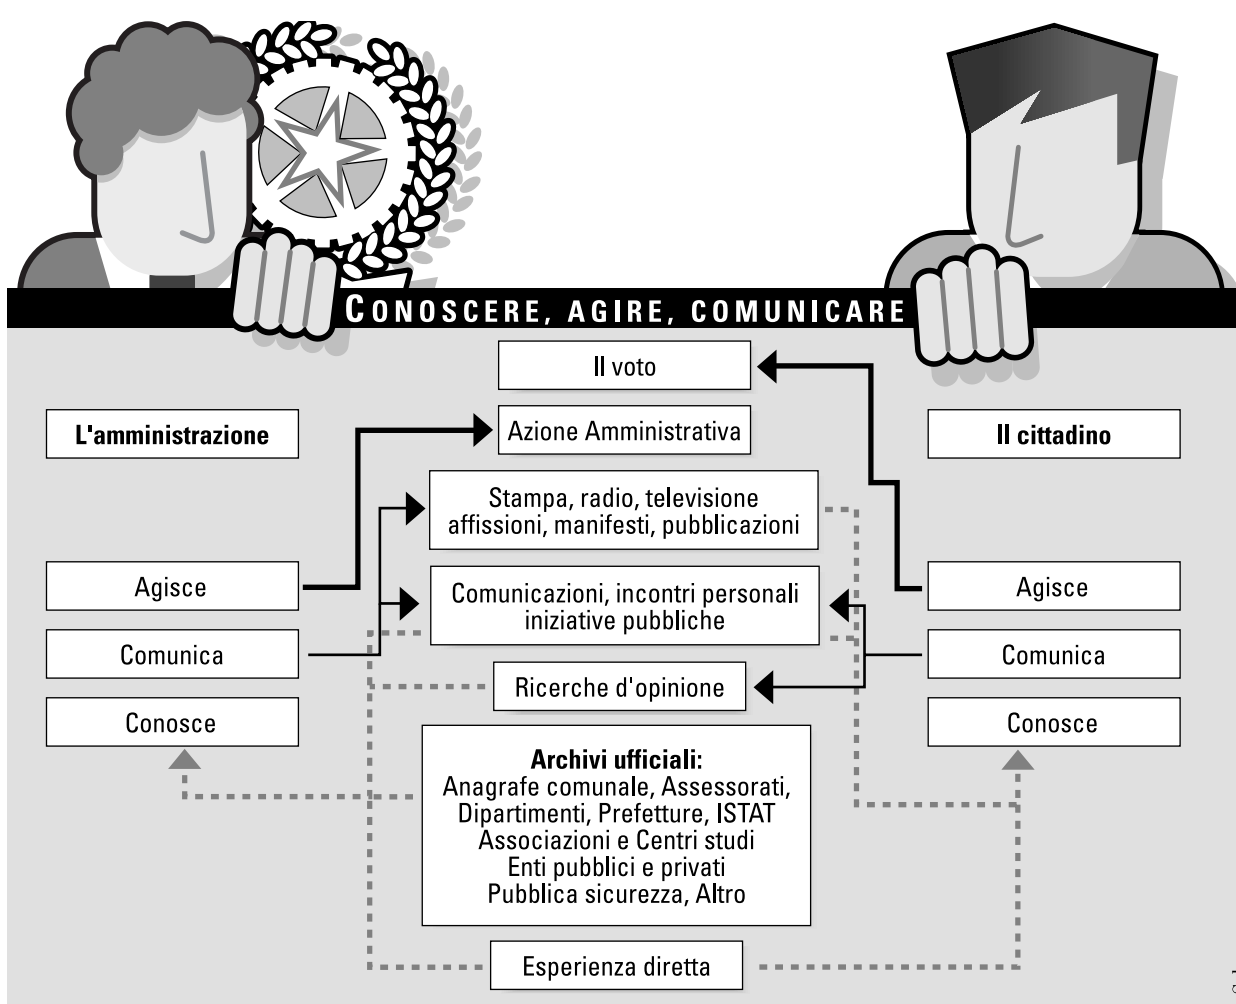 CONOSCERE, AGIRE, COMUNICARE
Il voto
L'amministrazione
Azione Amministrativa
Il cittadino
Stampa, radio, televisione
affissioni, manifesti, pubblicazioni
Agisce
Comunicazioni, incontri personali
iniziative pubbliche
Agisce
Comunica
Comunica
Ricerche d'opinione
Conosce
Conosce
Archivi ufficiali:
Anagrafe comunale, Assessorati,
Dipartimenti, Prefetture, ISTAT
Associazioni e Centri studi
Enti pubblici e privati
Pubblica sicurezza, Altro
Esperienza diretta